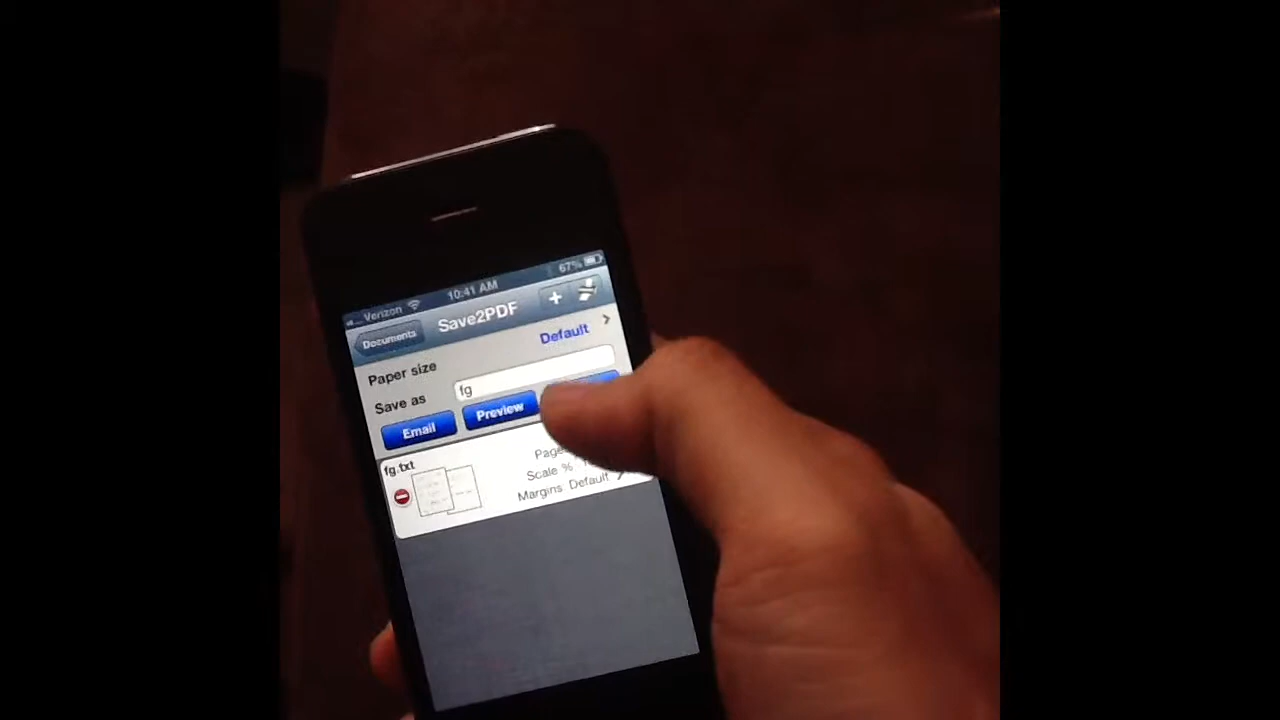 Verizon 10:41 AM 67%
Documents Save2PDF +
Paper size Default
Save as fg
Email Preview
fg.txt
Scale %
Margins: Default